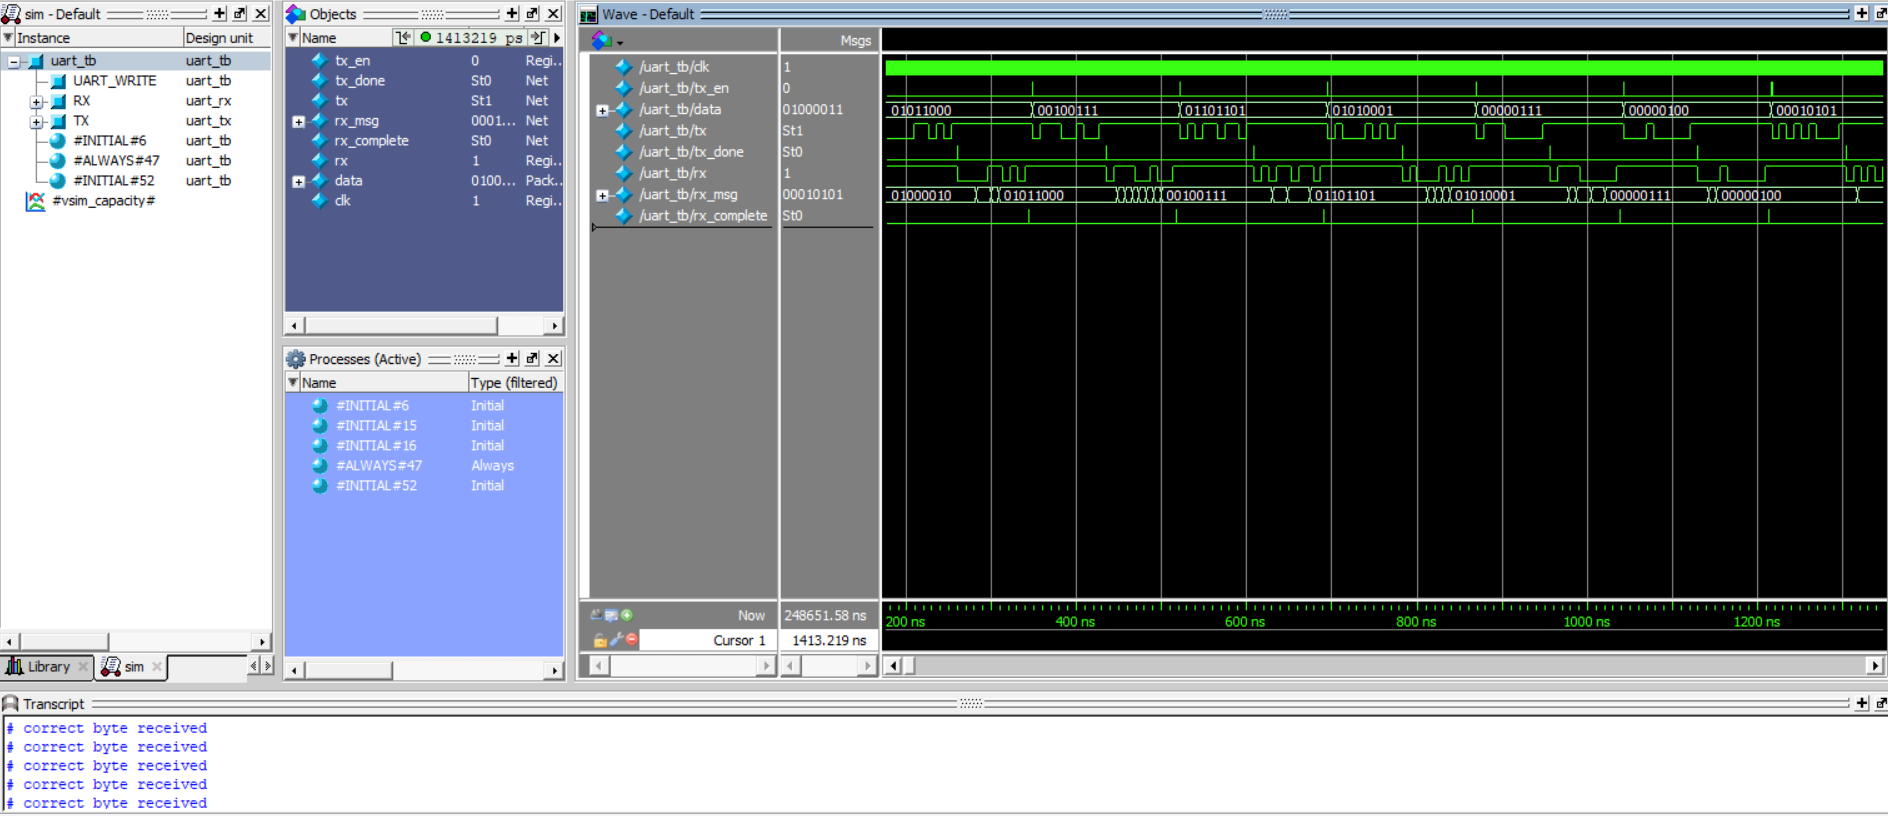 sim - Default
Instance Design unit
uart_tb uart_tb
UART_WRITE uart_tb
RX uart_rx
TX uart_tx
#INITIAL#6 uart_tb
#ALWAYS#47 uart_tb
#INITIAL#52 uart_tb
#vsim_capacity#
Library sim
Objects
Name 1413219 ps
tx_en 0 Regi..
tx_done St0 Net
tx St1 Net
rx_msg 0001... Net
rx_complete St0 Net
rx 1 Regi..
data 0100... Pack..
clk 1 Regi..
Processes (Active)
Name Type (filtered)
#INITIAL#6 Initial
#INITIAL#15 Initial
#INITIAL#16 Initial
#ALWAYS#47 Always
#INITIAL#52 Initial
Wave - Default
Msgs
/uart_tb/clk 1
/uart_tb/tx_en 0
/uart_tb/data 01000011 01011000 00100111 01101101 01010001 00000111 00000100 00010101
/uart_tb/tx St1
/uart_tb/tx_done St0
/uart_tb/rx 1
/uart_tb/rx_msg 00010101 01000010 01011000 00100111 01101101 01010001 00000111 00000100
/uart_tb/rx_complete St0
Now 248651.58 ns
200 ns 400 ns 600 ns 800 ns 1000 ns 1200 ns
Cursor 1 1413.219 ns
Transcript
# correct byte received
# correct byte received
# correct byte received
# correct byte received
# correct byte received